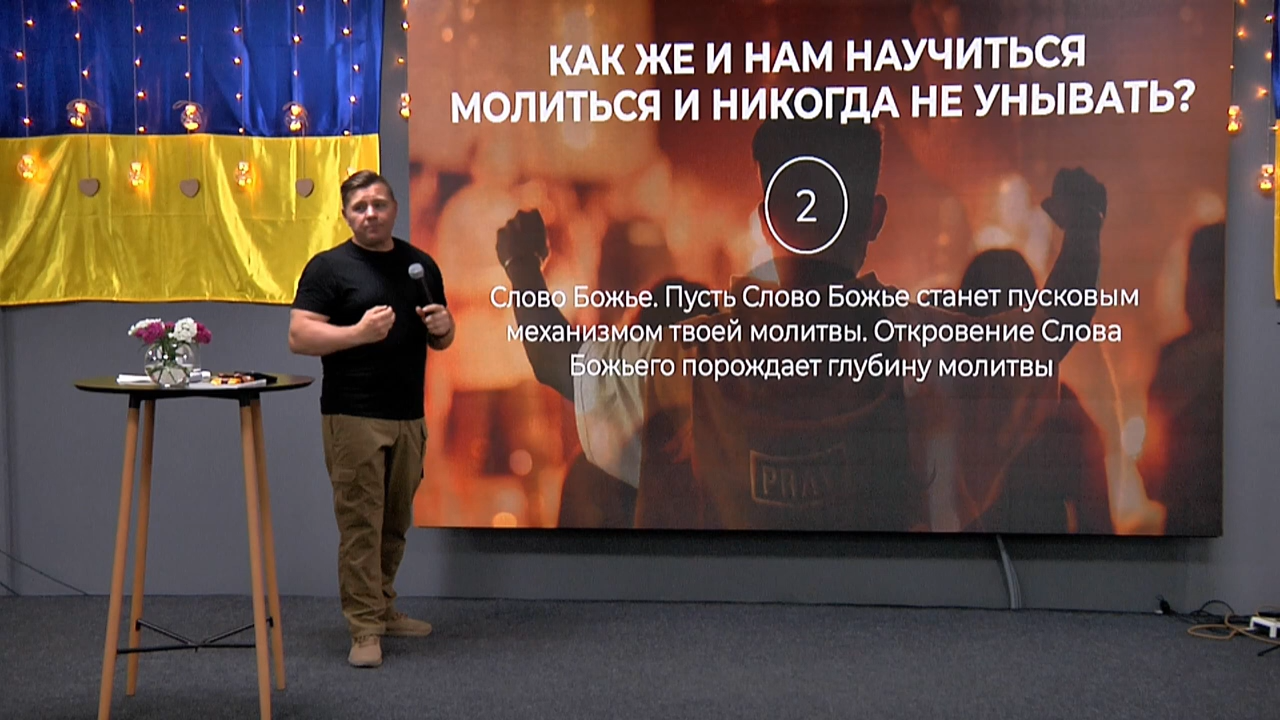 КАК ЖЕ И НАМ НАУЧИТЬСЯ
МОЛИТЬСЯ И НИКОГДА НЕ УНЫВАТЬ?
2
Слово Божье. Пусть Слово Божье станет пусковым
механизмом твоей молитвы. Откровение Слова
Божьего порождает глубину молитвы
PRAY